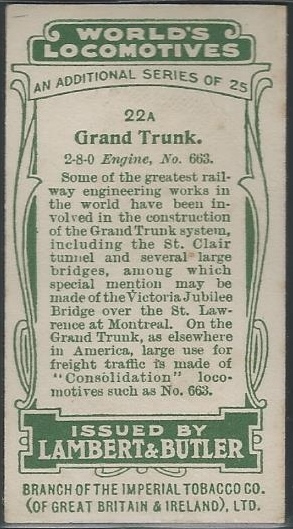 WORLD'S
LOCOMOTIVES
AN ADDITIONAL SERIES OF 25
22A
Grand Trunk.
2-8-0 Engine, No. 663.
Some of the greatest rail-
way engineering works in
the world have been in-
volved in the construction
of the Grand Trunk system,
including the St. Clair
tunnel and several large
bridges, among which
special mention may be
made of the Victoria Jubilee
Bridge over the St. Law-
rence at Montreal. On the
Grand Trunk, as elsewhere
in America, large use for
freight traffic is made of
"Consolidation" loco-
motives such as No. 663.
ISSUED BY
LAMBERT & BUTLER
BRANCH OF THE IMPERIAL TOBACCO CO.
(OF GREAT BRITAIN & IRELAND), LTD.